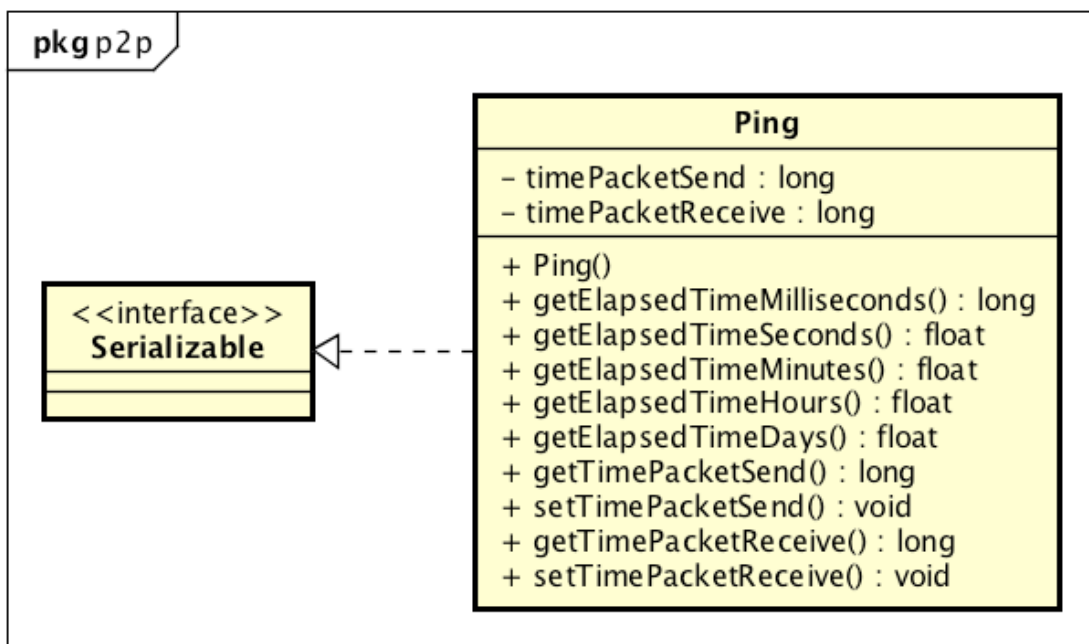 pkg p2p
Ping
- timePacketSend : long
- timePacketReceive : long
+ Ping()
+ getElapsedTimeMilliseconds() : long
+ getElapsedTimeSeconds() : float
+ getElapsedTimeMinutes() : float
+ getElapsedTimeHours() : float
+ getElapsedTimeDays() : float
+ getTimePacketSend() : long
+ setTimePacketSend() : void
+ getTimePacketReceive() : long
+ setTimePacketReceive() : void
<<interface>>
Serializable